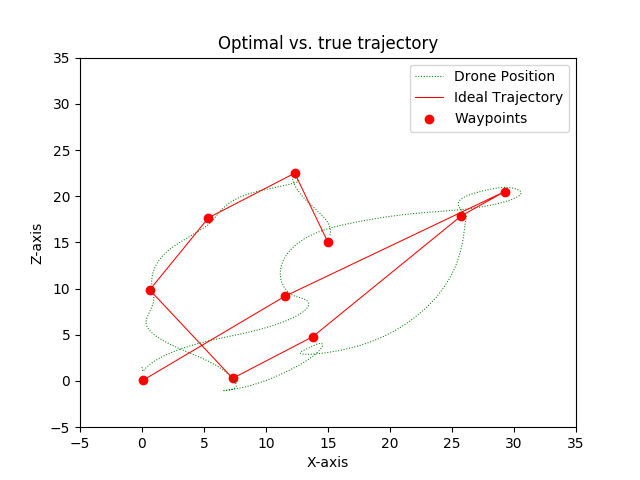 Optimal vs. true trajectory
Drone Position
Ideal Trajectory
Waypoints
35
30
25
20
15
10
5
0
−5
Z-axis
−5 0 5 10 15 20 25 30 35
X-axis